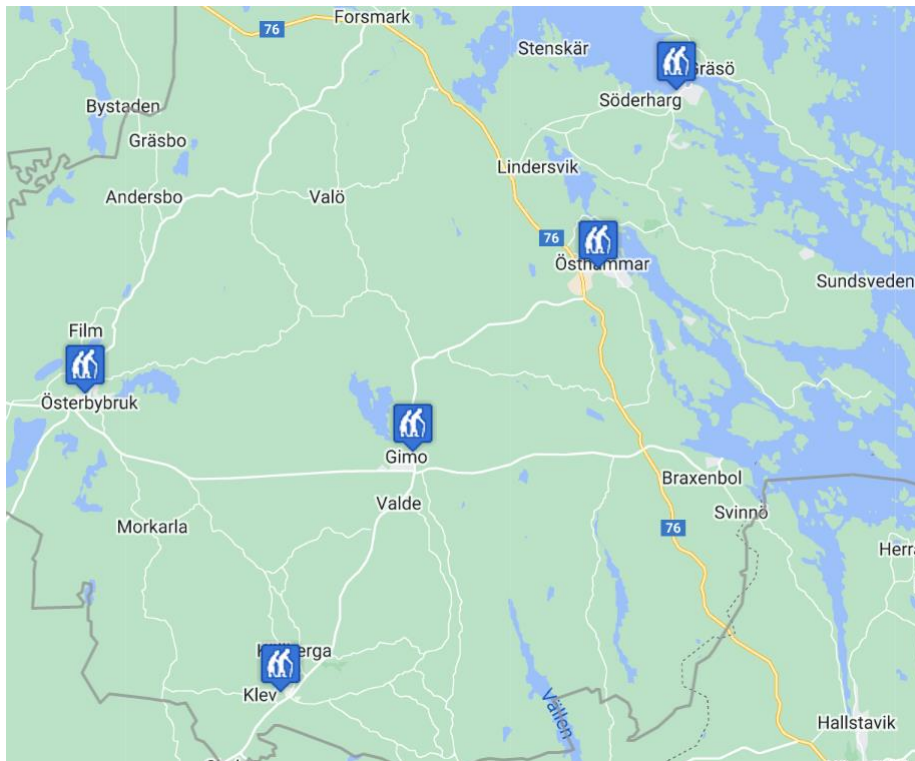 Forsmark
76
Stenskär
Gräsö
Bystaden
Söderharg
Gräsbo
Lindersvik
Andersbo
Valö
76
Östhammar
Sundsveden
Film
Österbybruk
Gimo
Braxenbol
Valde
Svinnö
Morkarla
76
Herr
Klev
Vällen
Hallstavik